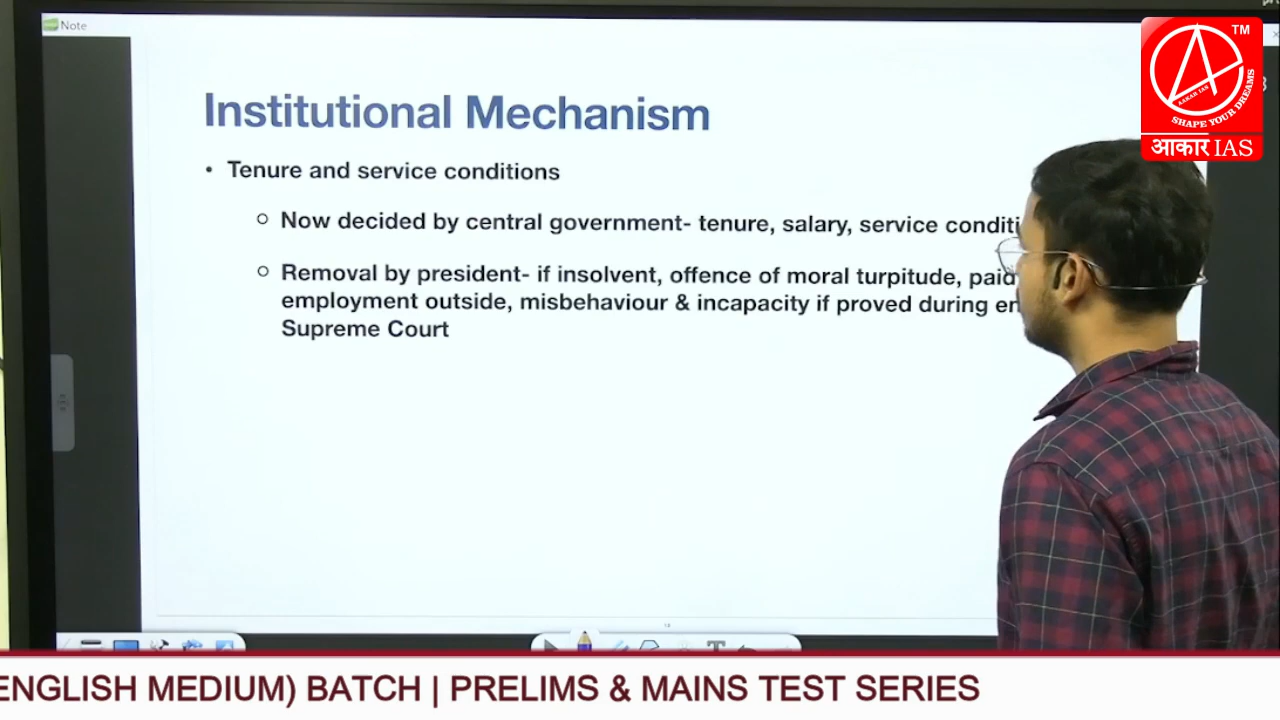 Note
TM
AAKAR IAS
SHAPE YOUR DREAMS
आकार IAS
Institutional Mechanism
• Tenure and service conditions
Now decided by central government- tenure, salary, service
Removal by president- if insolvent, offence of moral turpitude, paid
employment outside, misbehaviour & incapacity if proved during
Supreme Court
ENGLISH MEDIUM) BATCH | PRELIMS & MAINS TEST SERIES